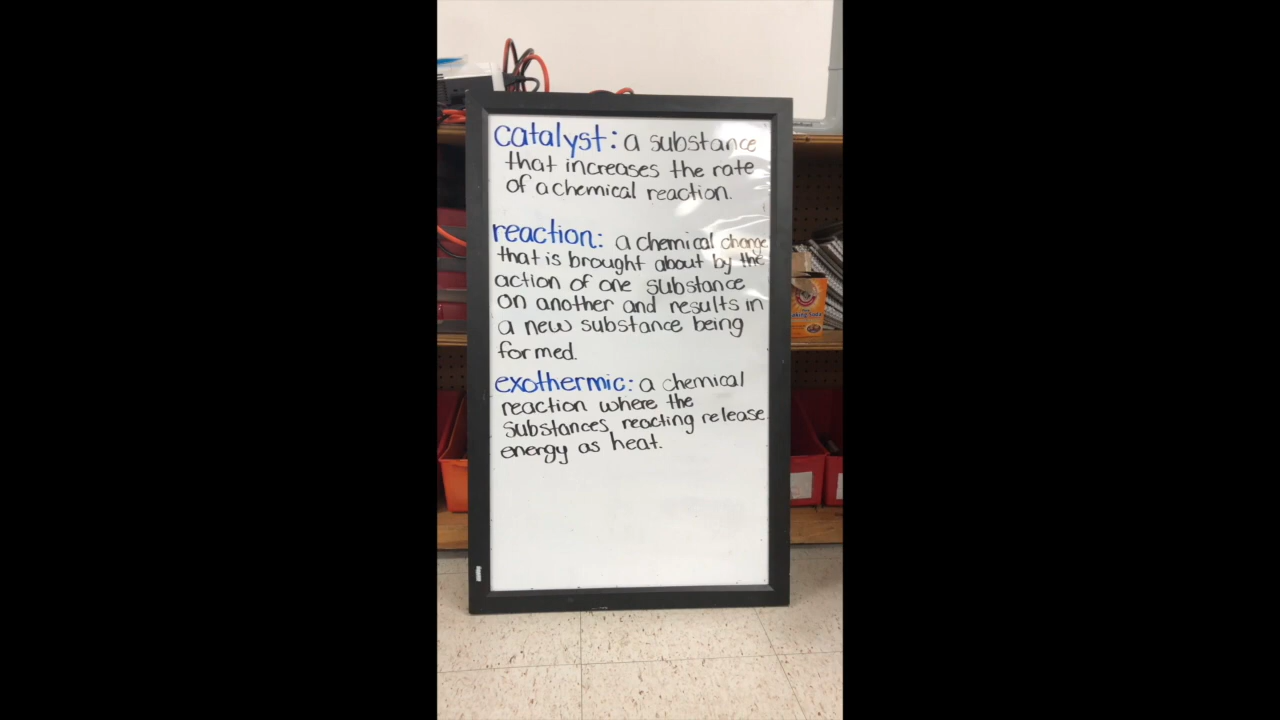 catalyst: a substance
that increases the rate
of a chemical reaction.
reaction: a chemical change
that is brought about by the
action of one substance
on another and results in
a new substance being
formed.
exothermic: a chemical
reaction where the
substances reacting release
energy as heat.